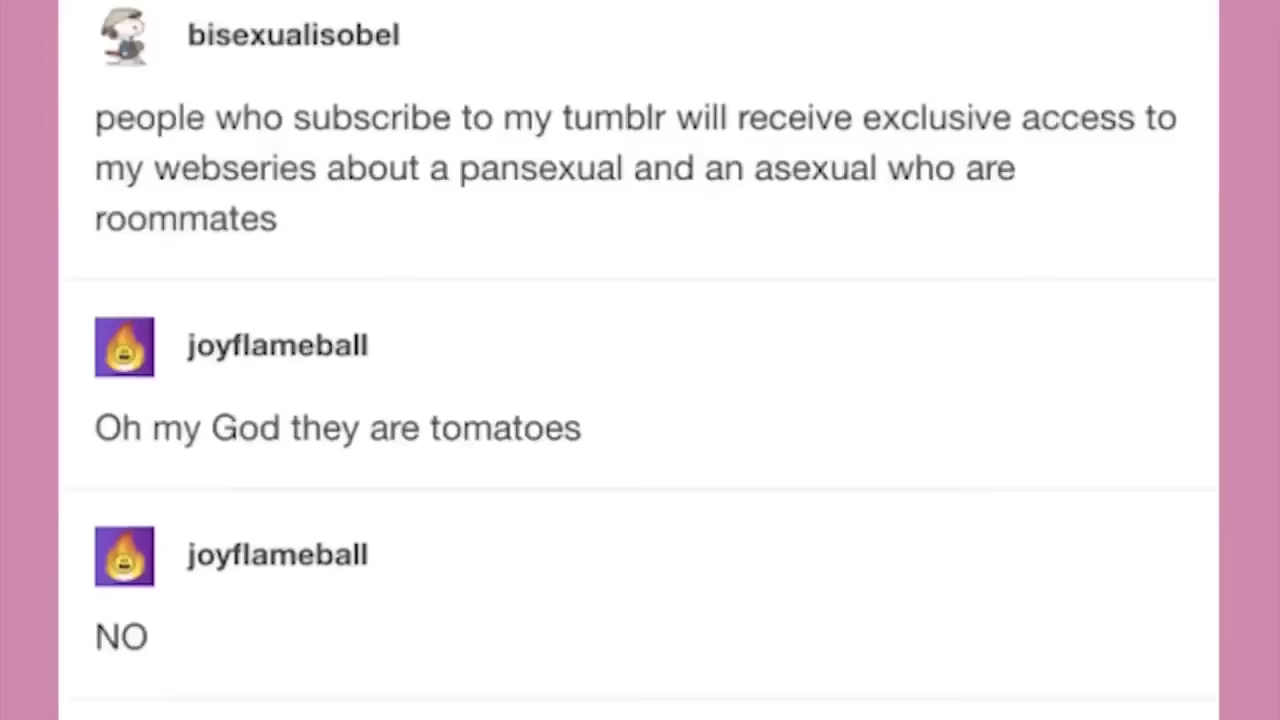 bisexualisobel
people who subscribe to my tumblr will receive exclusive access to
my webseries about a pansexual and an asexual who are
roommates
joyflameball
Oh my God they are tomatoes
joyflameball
NO